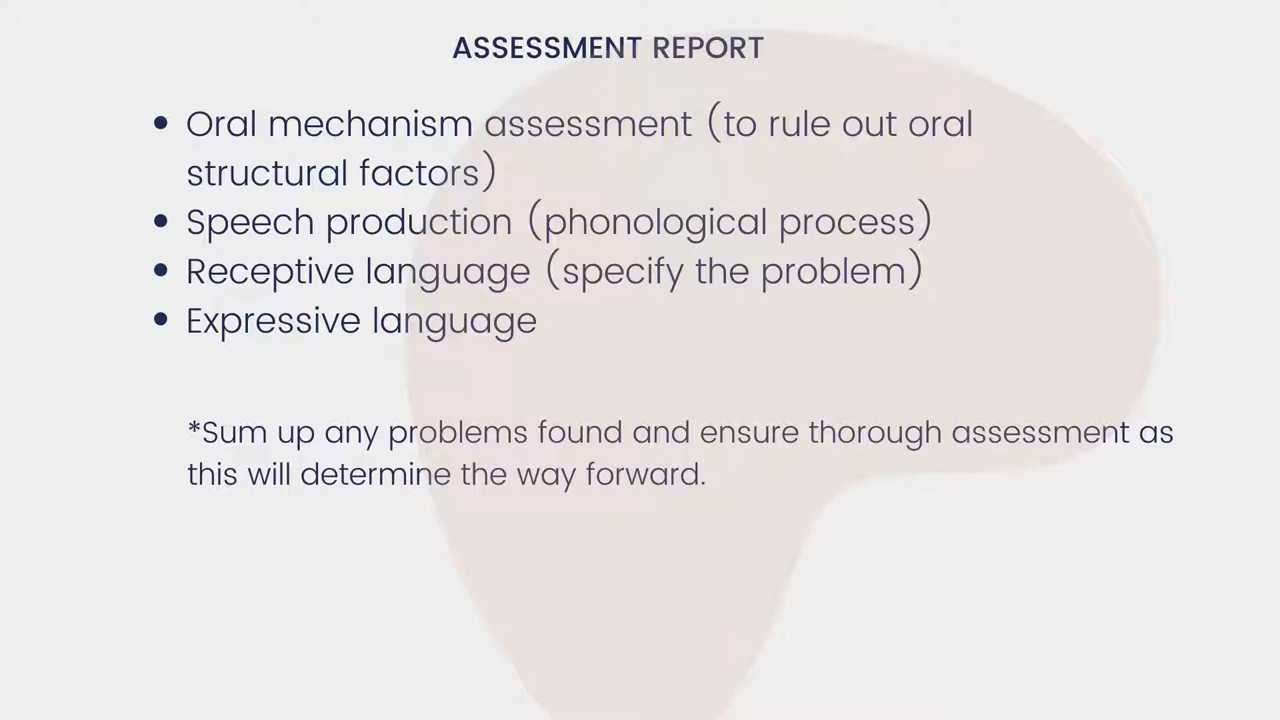 ASSESSMENT REPORT
• Oral mechanism assessment (to rule out oral
structural factors)
• Speech production (phonological process)
• Receptive language (specify the problem)
• Expressive language
*Sum up any problems found and ensure thorough assessment as
this will determine the way forward.